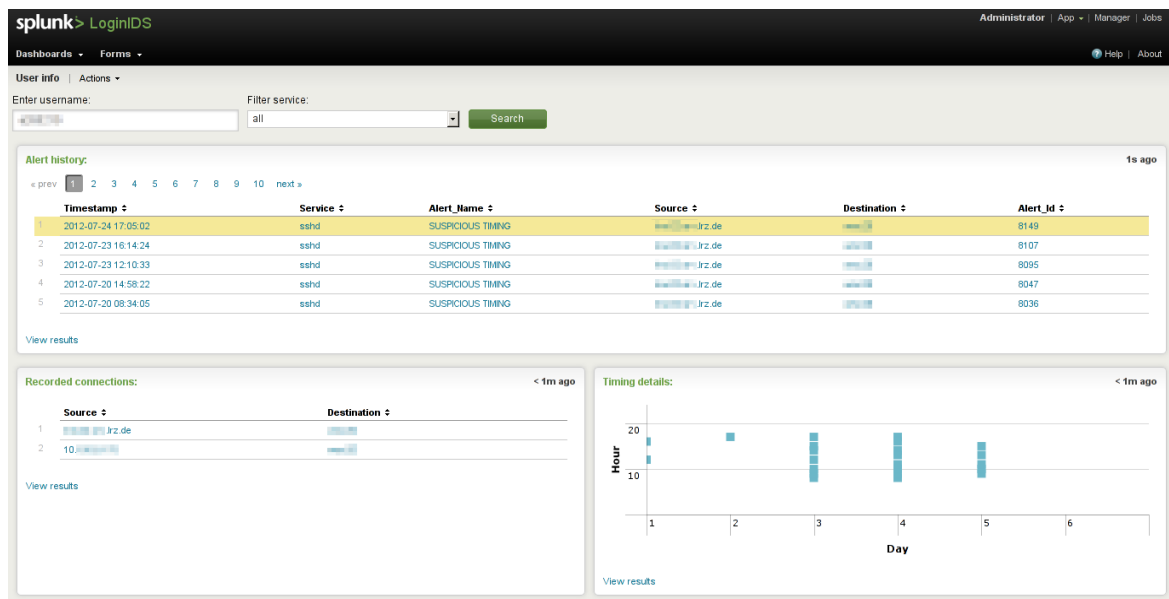 splunk> LoginIDS
Administrator | App | Manager | Jobs
Dashboards Forms
Help | About
User info | Actions
Enter username: Filter service:
all Search
Alert history: 1s ago
« prev 1 2 3 4 5 6 7 8 9 10 next »
Timestamp Service Alert_Name Source Destination Alert_Id
1 2012-07-24 17:05:02 sshd SUSPICIOUS TIMING .lrz.de 8149
2 2012-07-23 16:14:24 sshd SUSPICIOUS TIMING .lrz.de 8107
3 2012-07-23 12:10:33 sshd SUSPICIOUS TIMING .lrz.de 8095
4 2012-07-20 14:58:22 sshd SUSPICIOUS TIMING .lrz.de 8047
5 2012-07-20 08:34:05 sshd SUSPICIOUS TIMING .lrz.de 8036
View results
Recorded connections: < 1m ago
Source Destination
1 .lrz.de
2 10.
View results
Timing details: < 1m ago
20
Hour
10
1 2 3 4 5 6
Day
View results